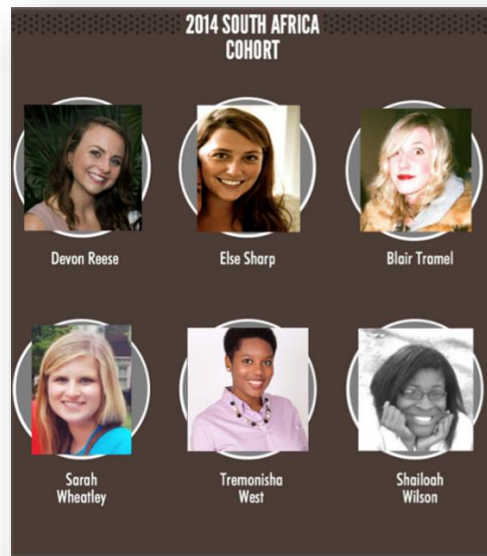 2014 SOUTH AFRICA
COHORT
Devon Reese
Else Sharp
Blair Tramel
Sarah
Wheatley
Tremonisha
West
Shailoah
Wilson